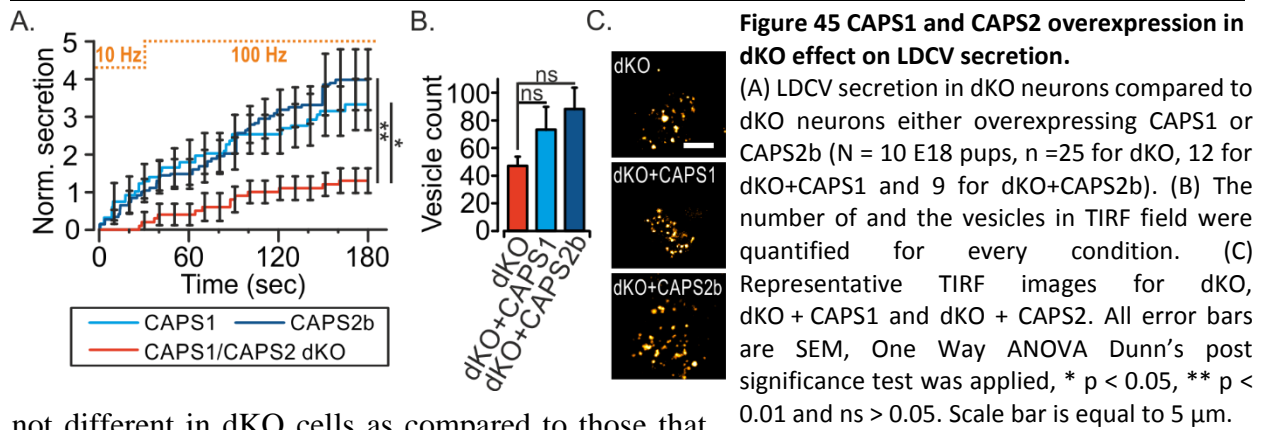 A.
5
4
3
2
1
0
Norm. secretion
10 Hz
100 Hz
**
*
0
60
120
180
Time (sec)
CAPS1
CAPS2b
CAPS1/CAPS2 dKO
B.
ns
ns
100
80
60
40
20
0
Vesicle count
dKO
dKO+CAPS1
dKO+CAPS2b
C.
dKO
dKO+CAPS1
dKO+CAPS2b
Figure 45 CAPS1 and CAPS2 overexpression in
dKO effect on LDCV secretion.
(A) LDCV secretion in dKO neurons compared to
dKO neurons either overexpressing CAPS1 or
CAPS2b (N = 10 E18 pups, n =25 for dKO, 12 for
dKO+CAPS1 and 9 for dKO+CAPS2b). (B) The
number of and the vesicles in TIRF field were
quantified for every condition. (C)
Representative TIRF images for dKO,
dKO + CAPS1 and dKO + CAPS2. All error bars
are SEM, One Way ANOVA Dunn's post
significance test was applied, * p < 0.05, ** p <
0.01 and ns > 0.05. Scale bar is equal to 5 µm.
not different in dKO cells as compared to those that